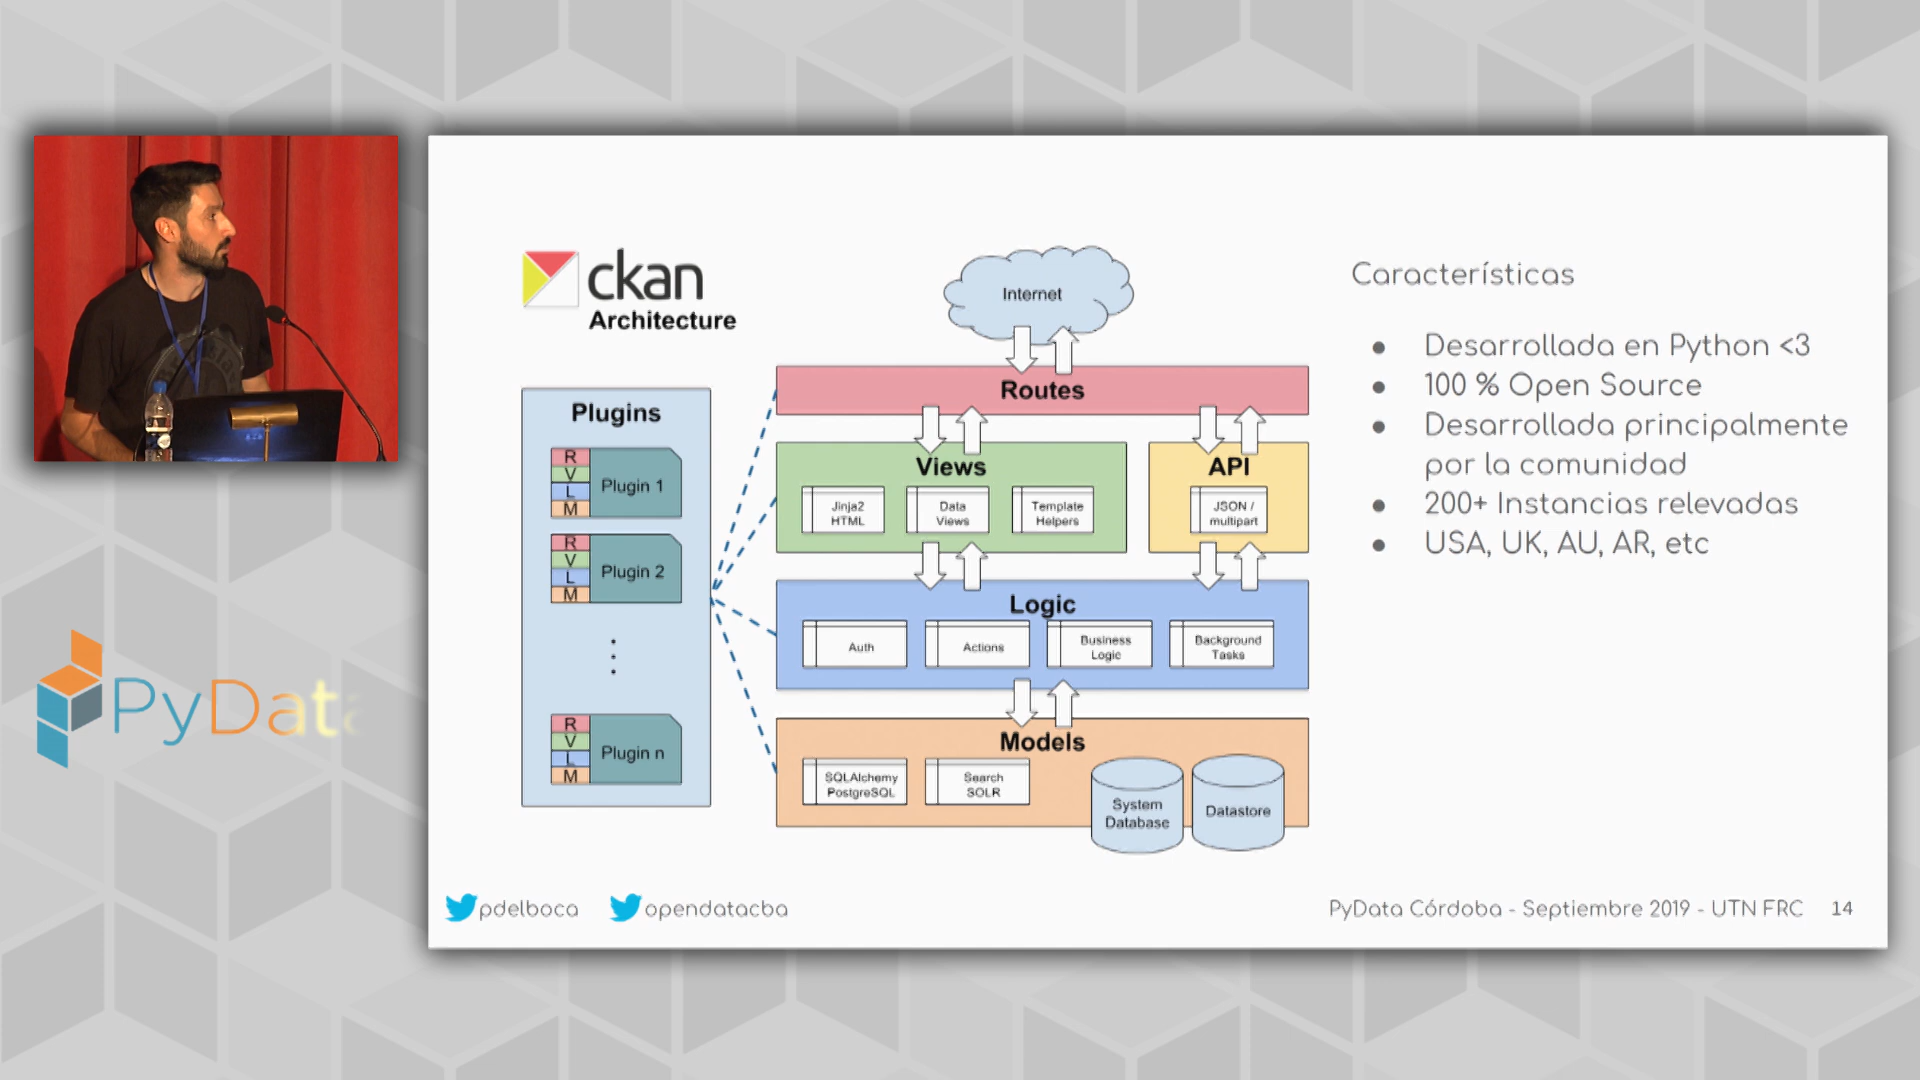 PyData
ckan
Architecture
Internet
Routes
Plugins
R
V
L
M
Plugin 1
R
V
L
M
Plugin 2
R
V
L
M
Plugin n
Views
Jinja2
HTML
Data
Views
Template
Helpers
API
JSON /
multipart
Logic
Auth
Actions
Business
Logic
Background
Tasks
Models
SQLAlchemy
PostgreSQL
Search
SOLR
System
Database
Datastore
Características
● Desarrollada en Python <3
● 100 % Open Source
● Desarrollada principalmente
por la comunidad
● 200+ Instancias relevadas
● USA, UK, AU, AR, etc
pdelboca
opendatacba
PyData Córdoba - Septiembre 2019 - UTN FRC 14